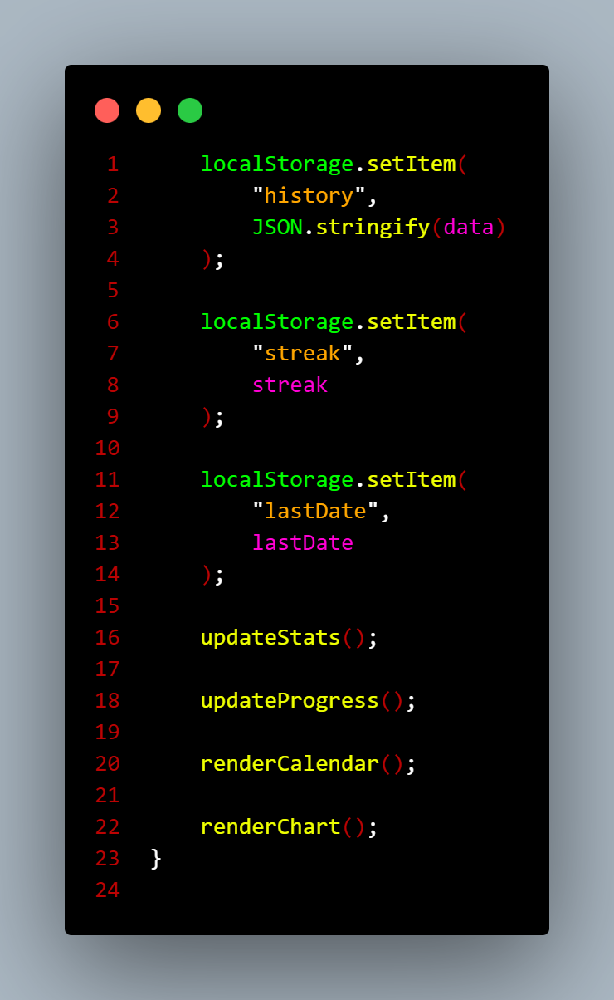 1 localStorage.setItem(
2 "history",
3 JSON.stringify(data)
4 );
5
6 localStorage.setItem(
7 "streak",
8 streak
9 );
10
11 localStorage.setItem(
12 "lastDate",
13 lastDate
14 );
15
16 updateStats();
17
18 updateProgress();
19
20 renderCalendar();
21
22 renderChart();
23 }
24